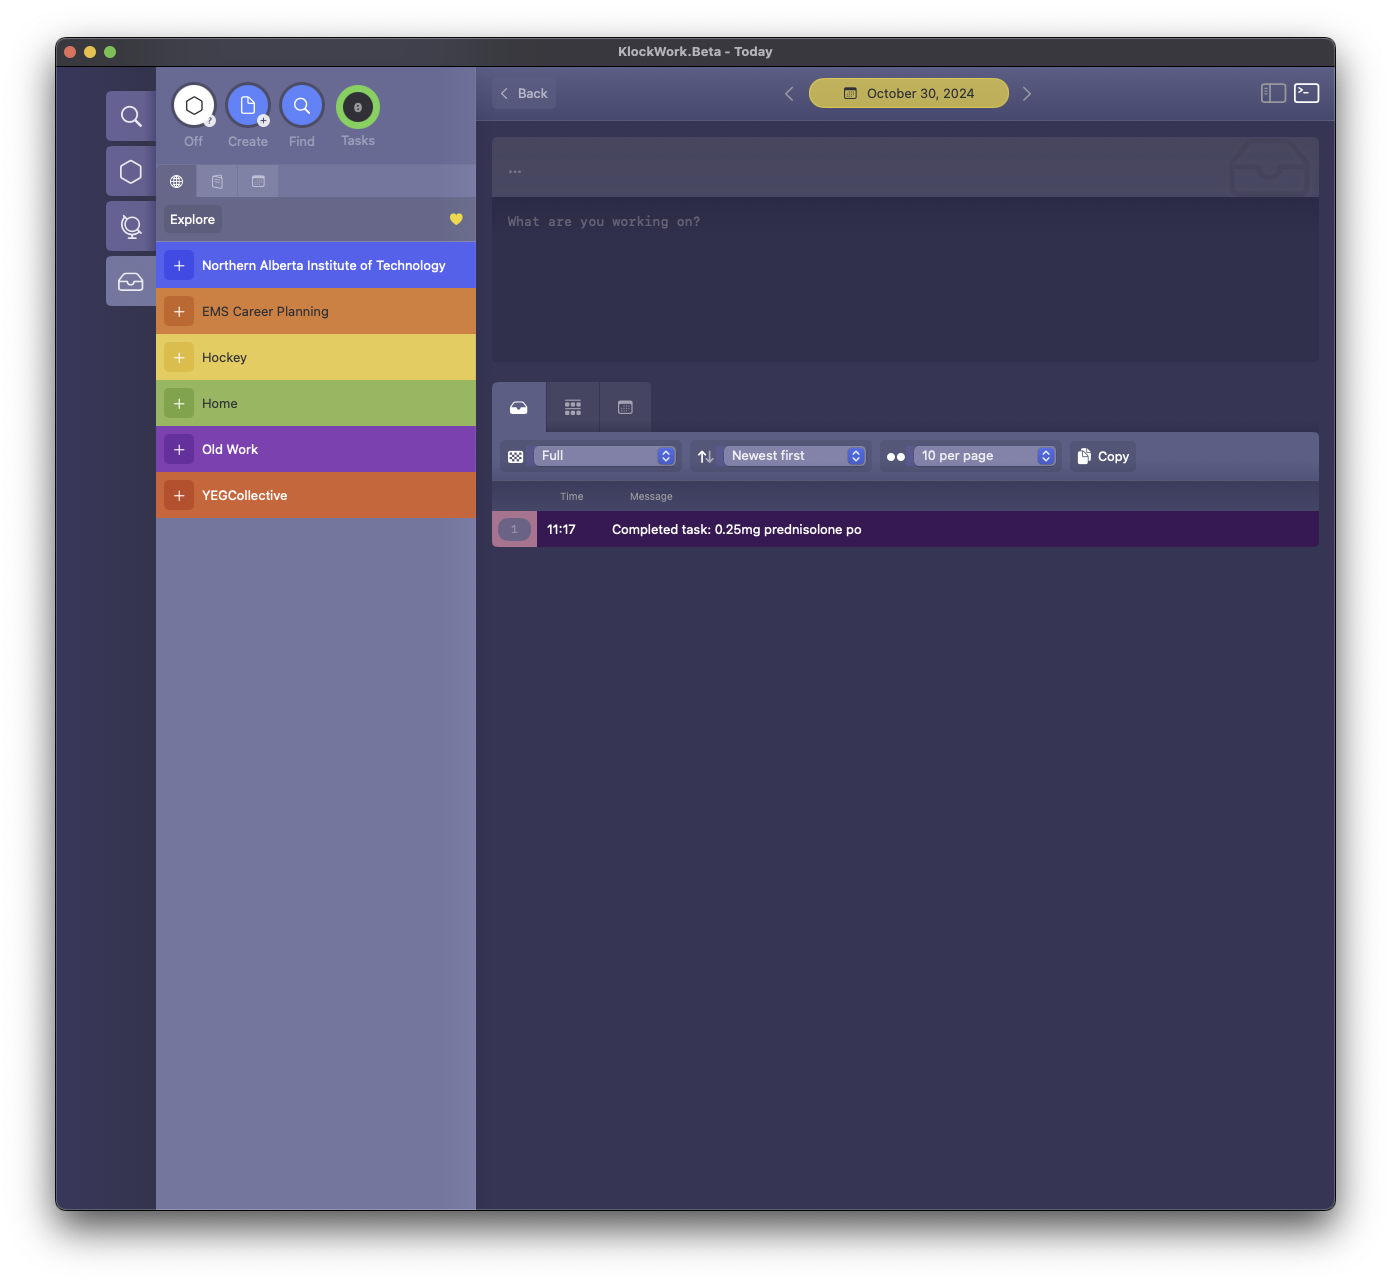 KlockWork.Beta - Today
Off
Create
Find
0
Tasks
Back
October 30, 2024
Explore
Northern Alberta Institute of Technology
EMS Career Planning
Hockey
Home
Old Work
YEGCollective
...
What are you working on?
Full
Newest first
10 per page
Copy
Time
Message
1
11:17
Completed task: 0.25mg prednisolone po